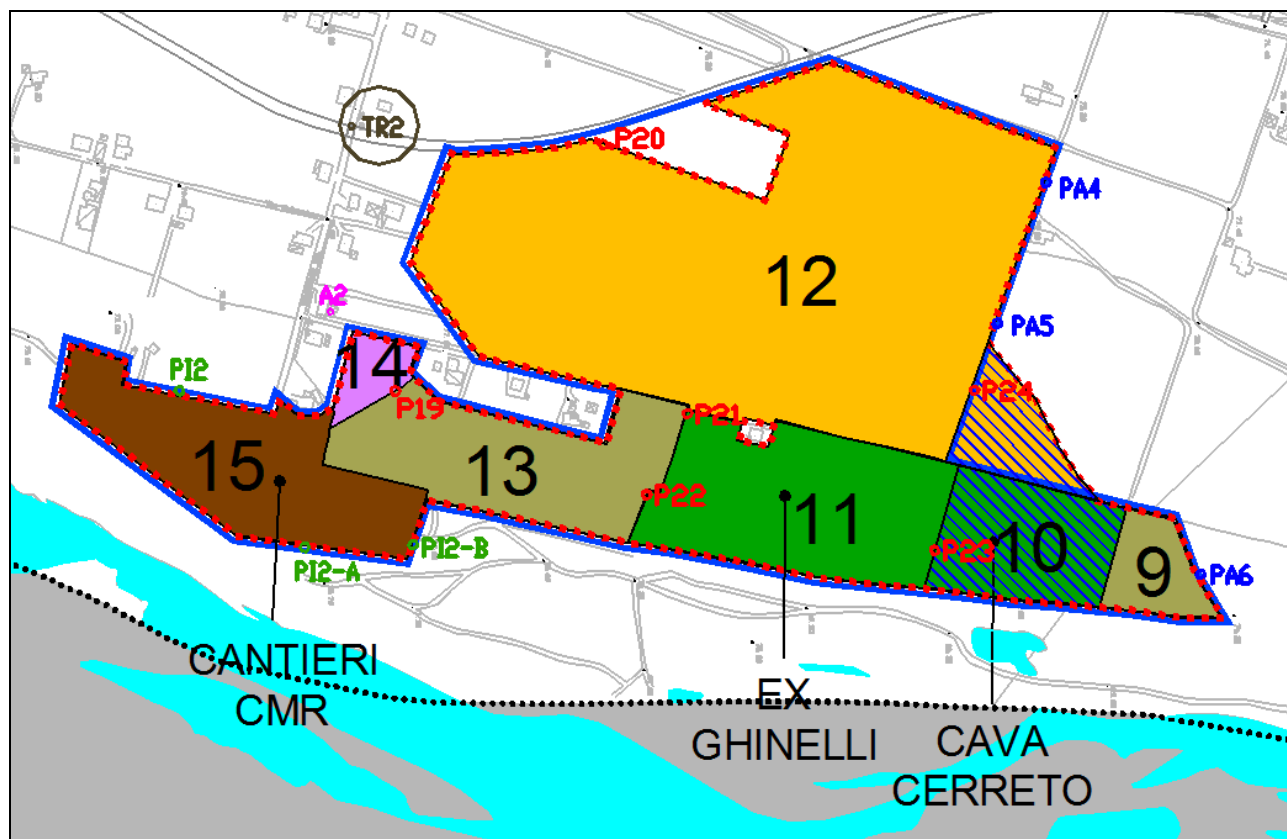 TR2
P20
PA4
12
A2
PA5
14
PI2
P19
P24
P21
15
13
P22
11
P23
10
9
PI2-B
PI2-A
PA6
CANTIERI
CMR
EX
GHINELLI
CAVA
CERRETO